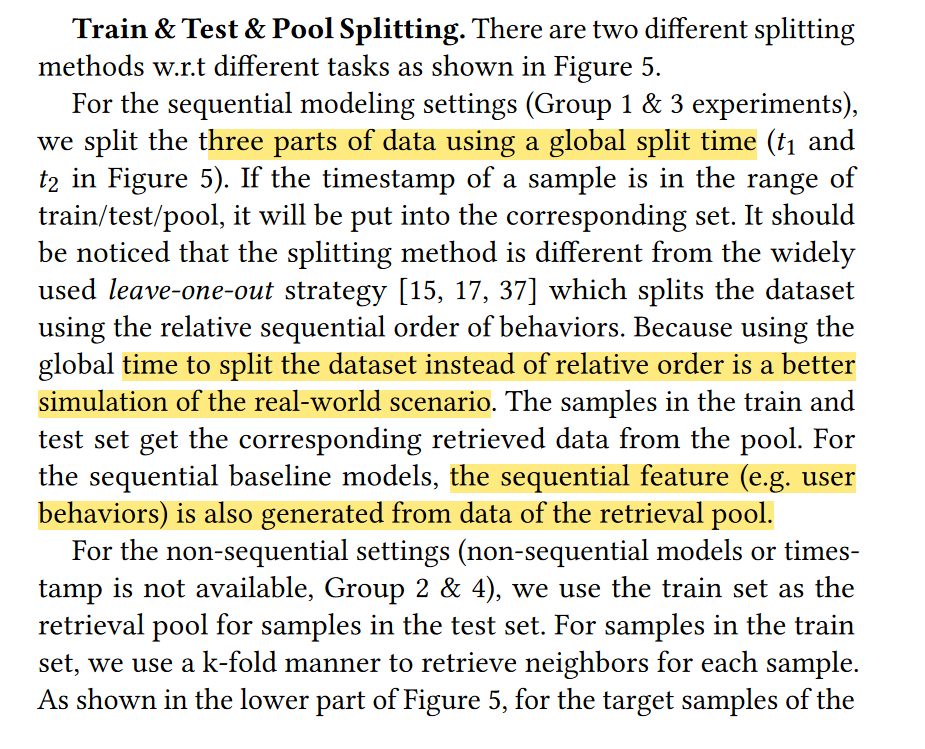 Train & Test & Pool Splitting. There are two different splitting
methods w.r.t different tasks as shown in Figure 5.
For the sequential modeling settings (Group 1 & 3 experiments),
we split the three parts of data using a global split time (t1 and
t2 in Figure 5). If the timestamp of a sample is in the range of
train/test/pool, it will be put into the corresponding set. It should
be noticed that the splitting method is different from the widely
used leave-one-out strategy [15, 17, 37] which splits the dataset
using the relative sequential order of behaviors. Because using the
global time to split the dataset instead of relative order is a better
simulation of the real-world scenario. The samples in the train and
test set get the corresponding retrieved data from the pool. For
the sequential baseline models, the sequential feature (e.g. user
behaviors) is also generated from data of the retrieval pool.
For the non-sequential settings (non-sequential models or times-
tamp is not available, Group 2 & 4), we use the train set as the
retrieval pool for samples in the test set. For samples in the train
set, we use a k-fold manner to retrieve neighbors for each sample.
As shown in the lower part of Figure 5, for the target samples of the